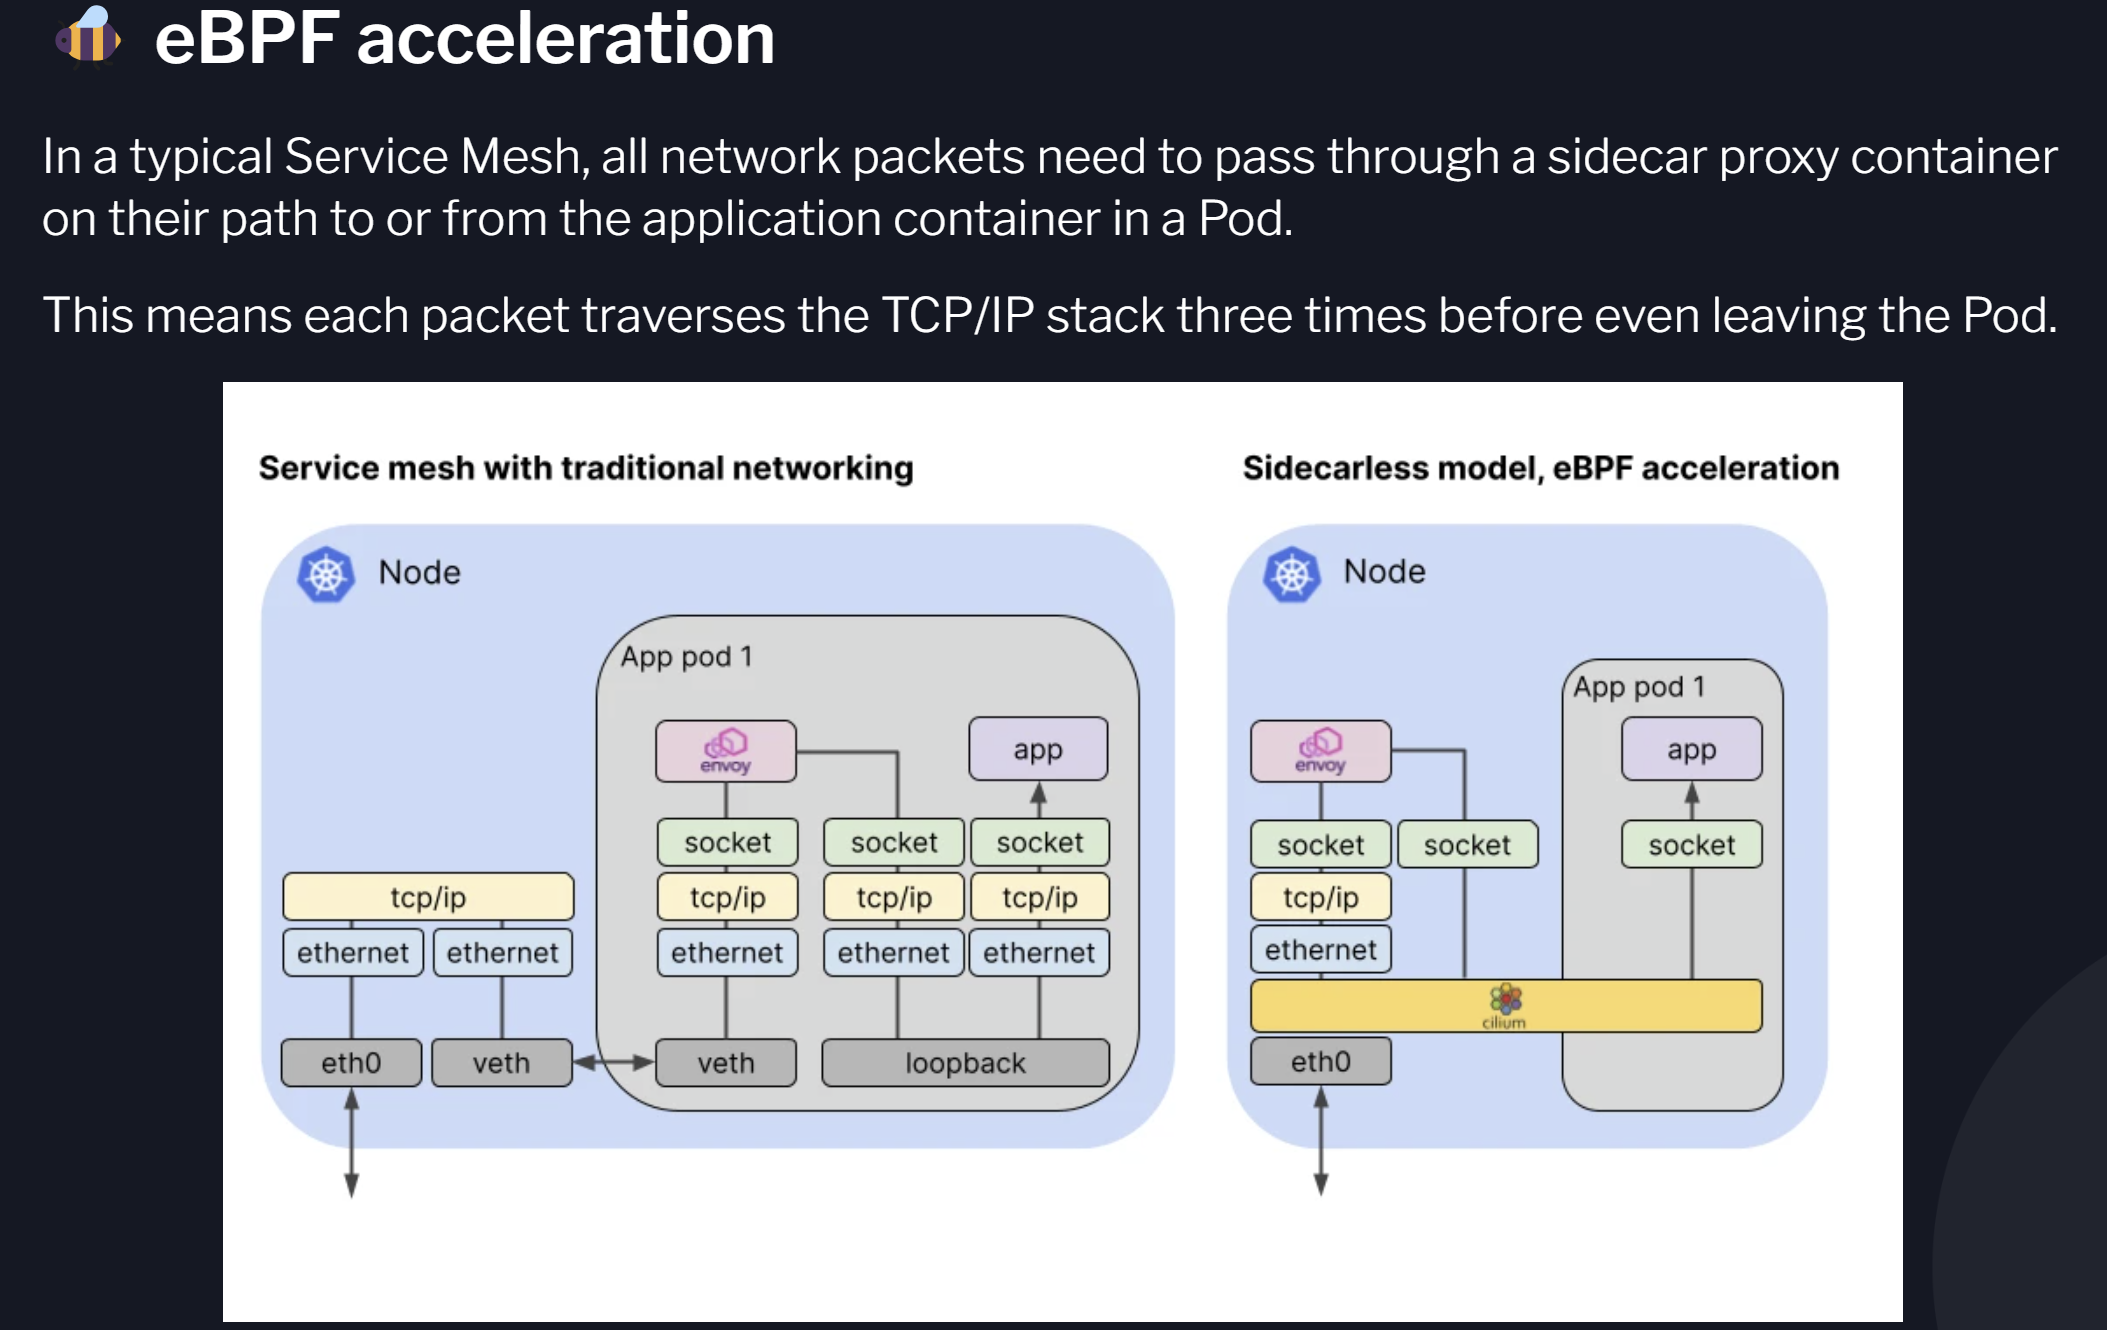 eBPF acceleration
In a typical Service Mesh, all network packets need to pass through a sidecar proxy container
on their path to or from the application container in a Pod.
This means each packet traverses the TCP/IP stack three times before even leaving the Pod.
Service mesh with traditional networking
Node
App pod 1
envoy
app
socket
socket
socket
tcp/ip
tcp/ip
tcp/ip
tcp/ip
ethernet
ethernet
ethernet
ethernet
ethernet
eth0
veth
veth
loopback
Sidecarless model, eBPF acceleration
Node
App pod 1
envoy
app
socket
socket
socket
tcp/ip
ethernet
cilium
eth0